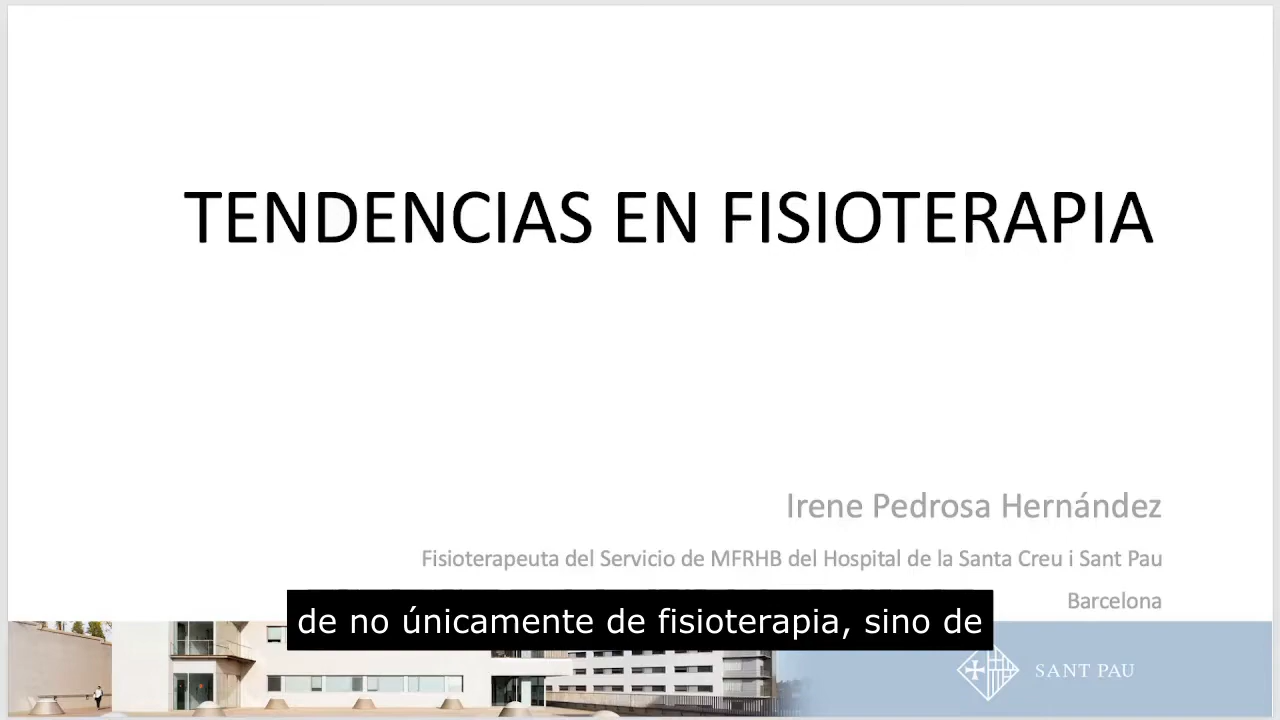 TENDENCIAS EN FISIOTERAPIA
Irene Pedrosa Hernández
Fisioterapeuta del Servicio de MFRHB del Hospital de la Santa Creu i Sant Pau
Barcelona
de no únicamente de fisioterapia, sino de
SANT PAU